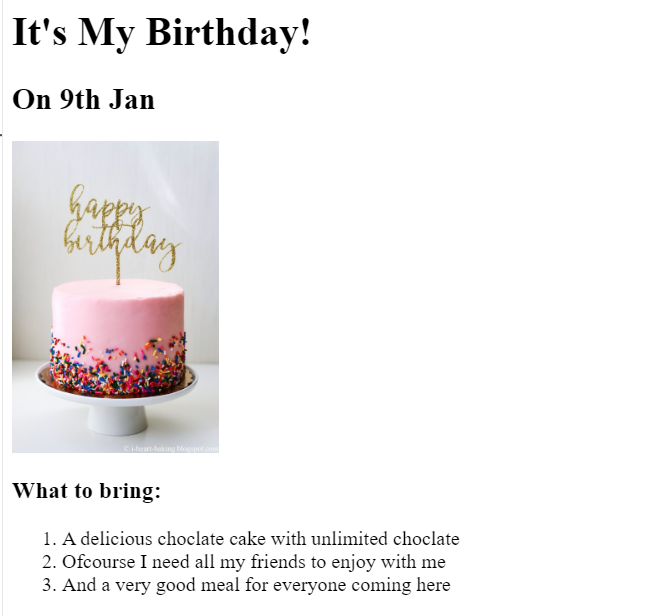 It's My Birthday!
On 9th Jan
happy
birthday
© i-heart-baking.blogspot.com
What to bring:
1. A delicious choclate cake with unlimited choclate
2. Ofcourse I need all my friends to enjoy with me
3. And a very good meal for everyone coming here